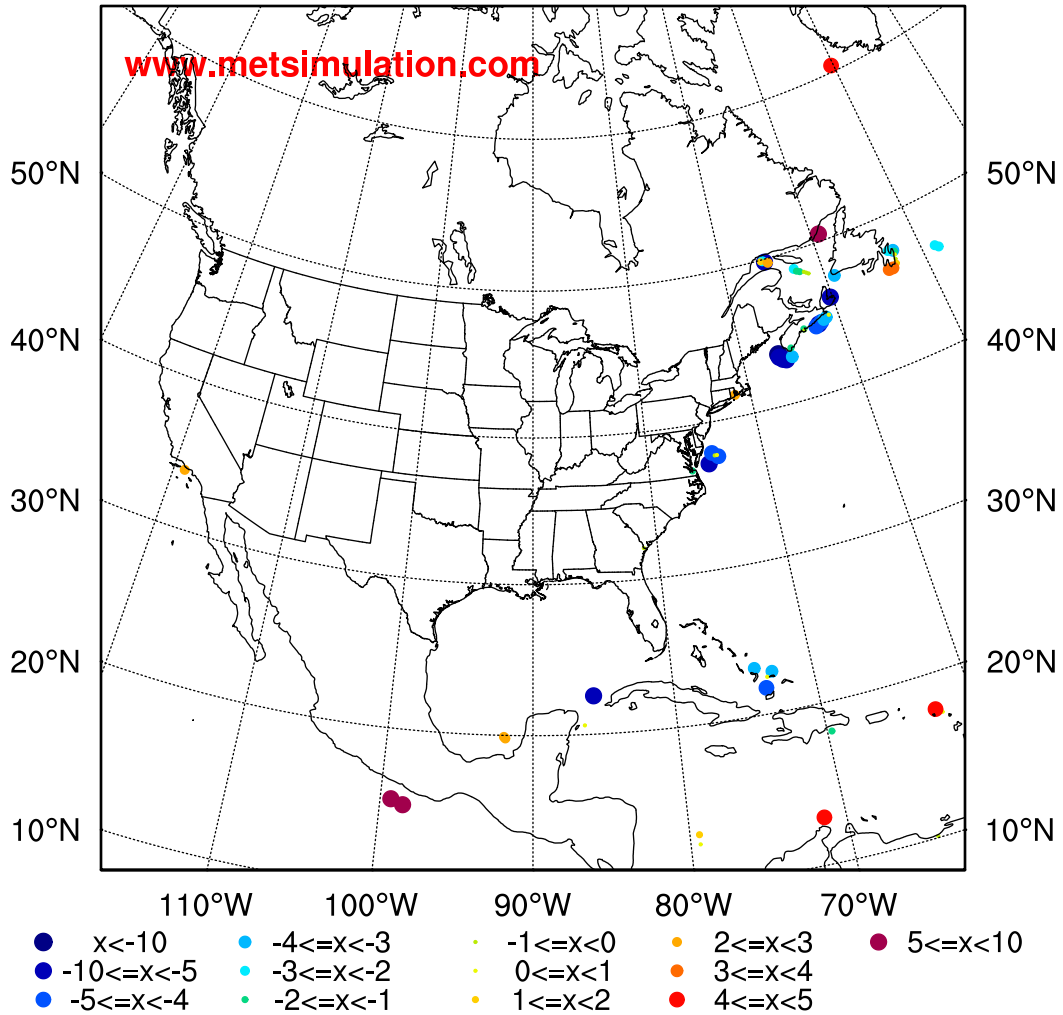 www.metsimulation.com
50°N 50°N
40°N 40°N
30°N 30°N
20°N 20°N
10°N 10°N
110°W 100°W 90°W 80°W 70°W
x<-10 -4<=x<-3 -1<=x<0 2<=x<3 5<=x<10
-10<=x<-5 -3<=x<-2 0<=x<1 3<=x<4
-5<=x<-4 -2<=x<-1 1<=x<2 4<=x<5